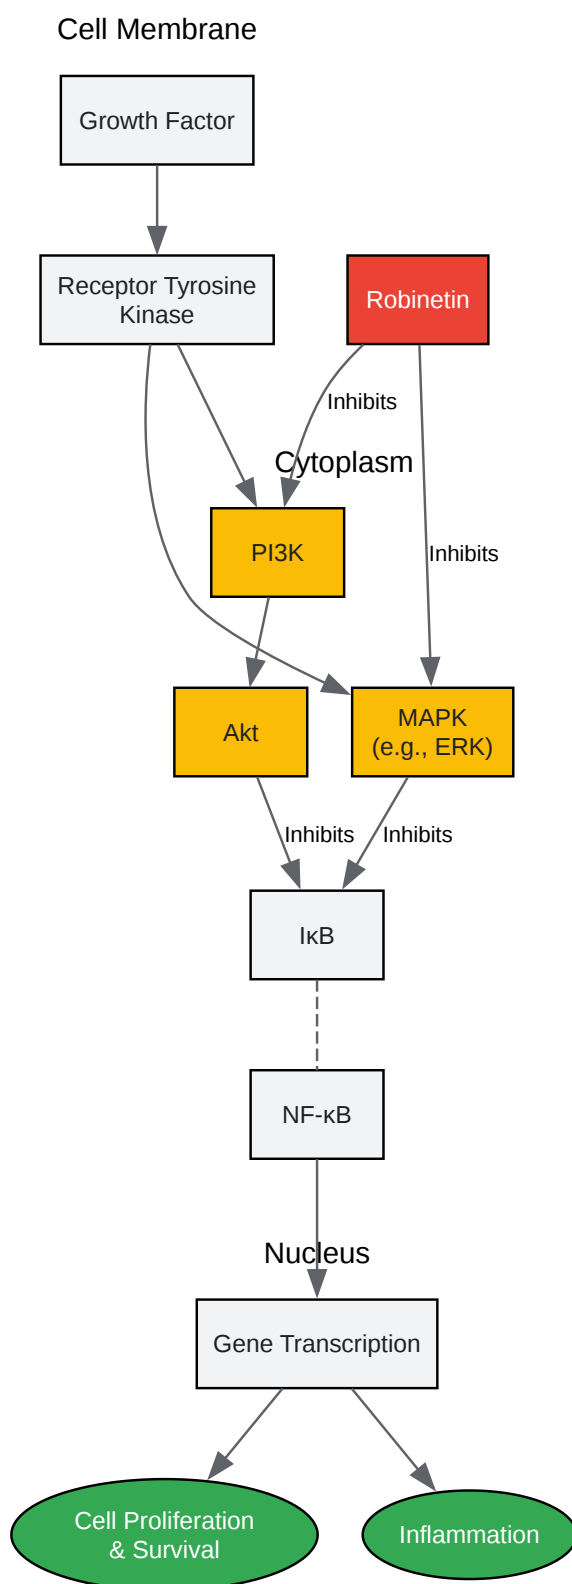 Cell Membrane
Growth Factor
Receptor Tyrosine
Kinase
Robinetin
Inhibits
Cytoplasm
PI3K
Inhibits
Akt
MAPK
(e.g., ERK)
Inhibits
Inhibits
IκB
NF-κB
Nucleus
Gene Transcription
Cell Proliferation
& Survival
Inflammation